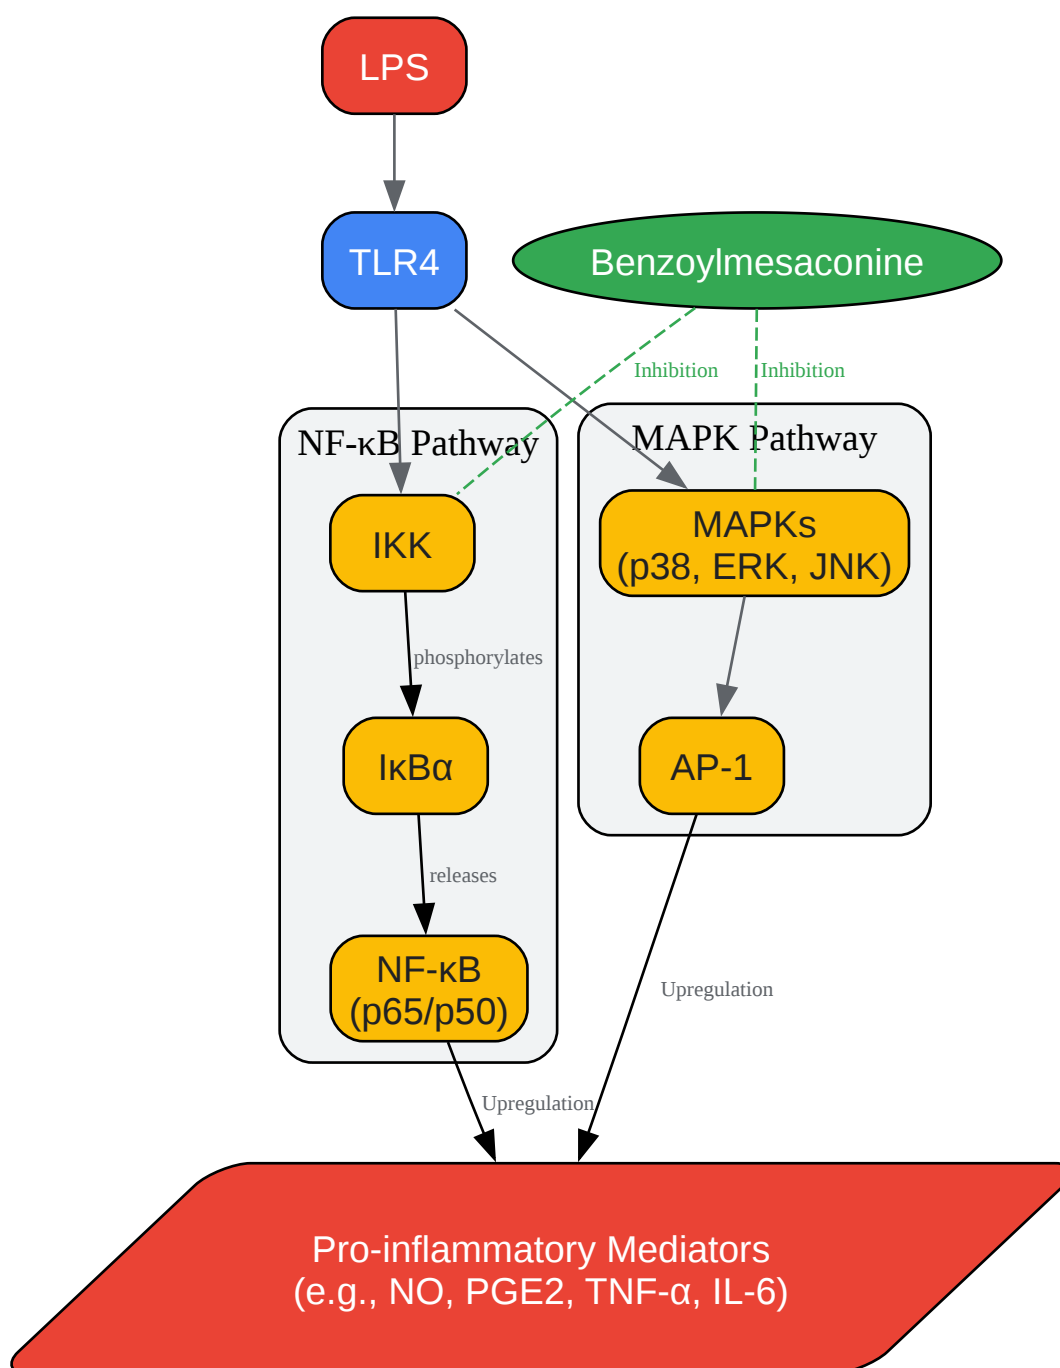 LPS
TLR4
Benzoylmesaconine
Inhibition
Inhibition
NF-κB Pathway
MAPK Pathway
IKK
MAPKs
(p38, ERK, JNK)
phosphorylates
IκBα
AP-1
releases
NF-κB
(p65/p50)
Upregulation
Upregulation
Pro-inflammatory Mediators
(e.g., NO, PGE2, TNF-α, IL-6)